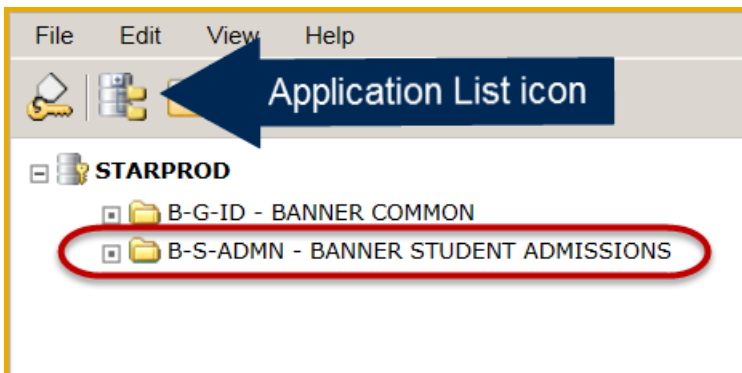 File Edit View Help
Application List icon
STARPROD
B-G-ID - BANNER COMMON
B-S-ADMN - BANNER STUDENT ADMISSIONS